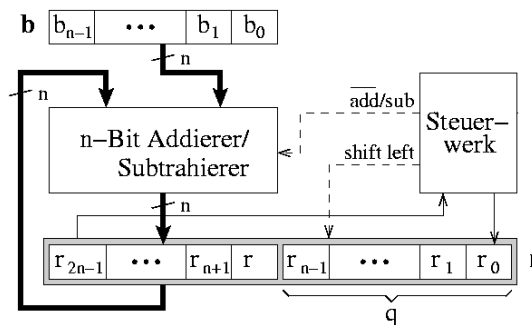 b b_{n-1} ••• b_1 b_0
n n
n-Bit Addierer/
Subtrahierer
add/sub
shift left
Steuer-
werk
n
r_{2n-1} ••• r_{n+1} r r_{n-1} ••• r_1 r_0
q